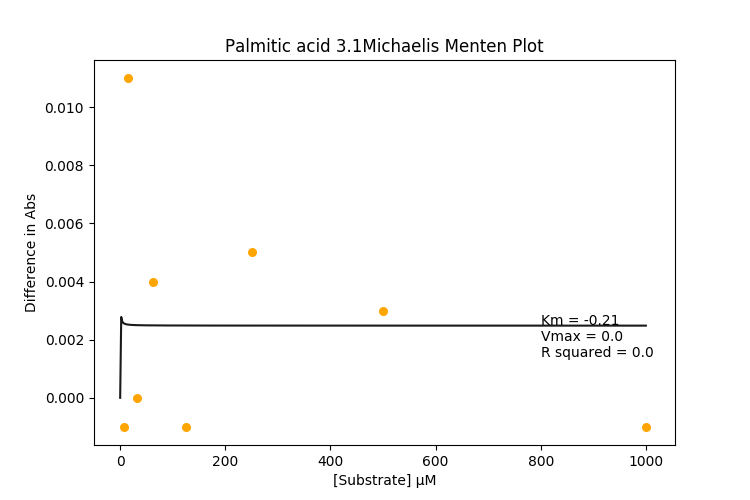 Palmitic acid 3.1Michaelis Menten Plot
0.010
0.008
0.006
0.004
0.002
0.000
Difference in Abs
Km = -0.21
Vmax = 0.0
R squared = 0.0
0 200 400 600 800 1000
[Substrate] μM